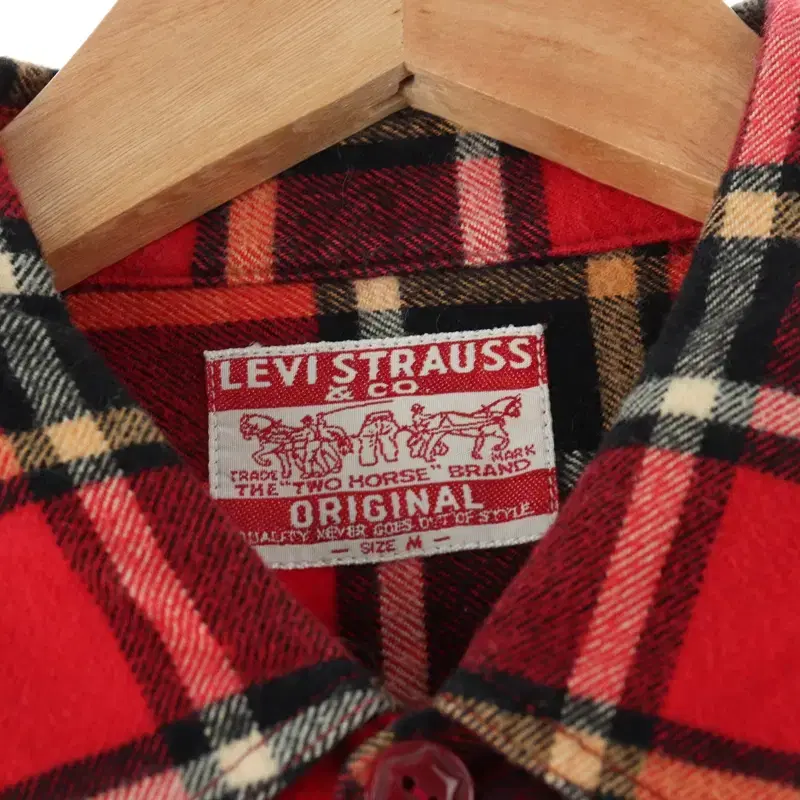 LEVI STRAUSS
& CO.
TRADE MARK
THE "TWO HORSE" BRAND
ORIGINAL
QUALITY NEVER GOES OUT OF STYLE.
- SIZE M -